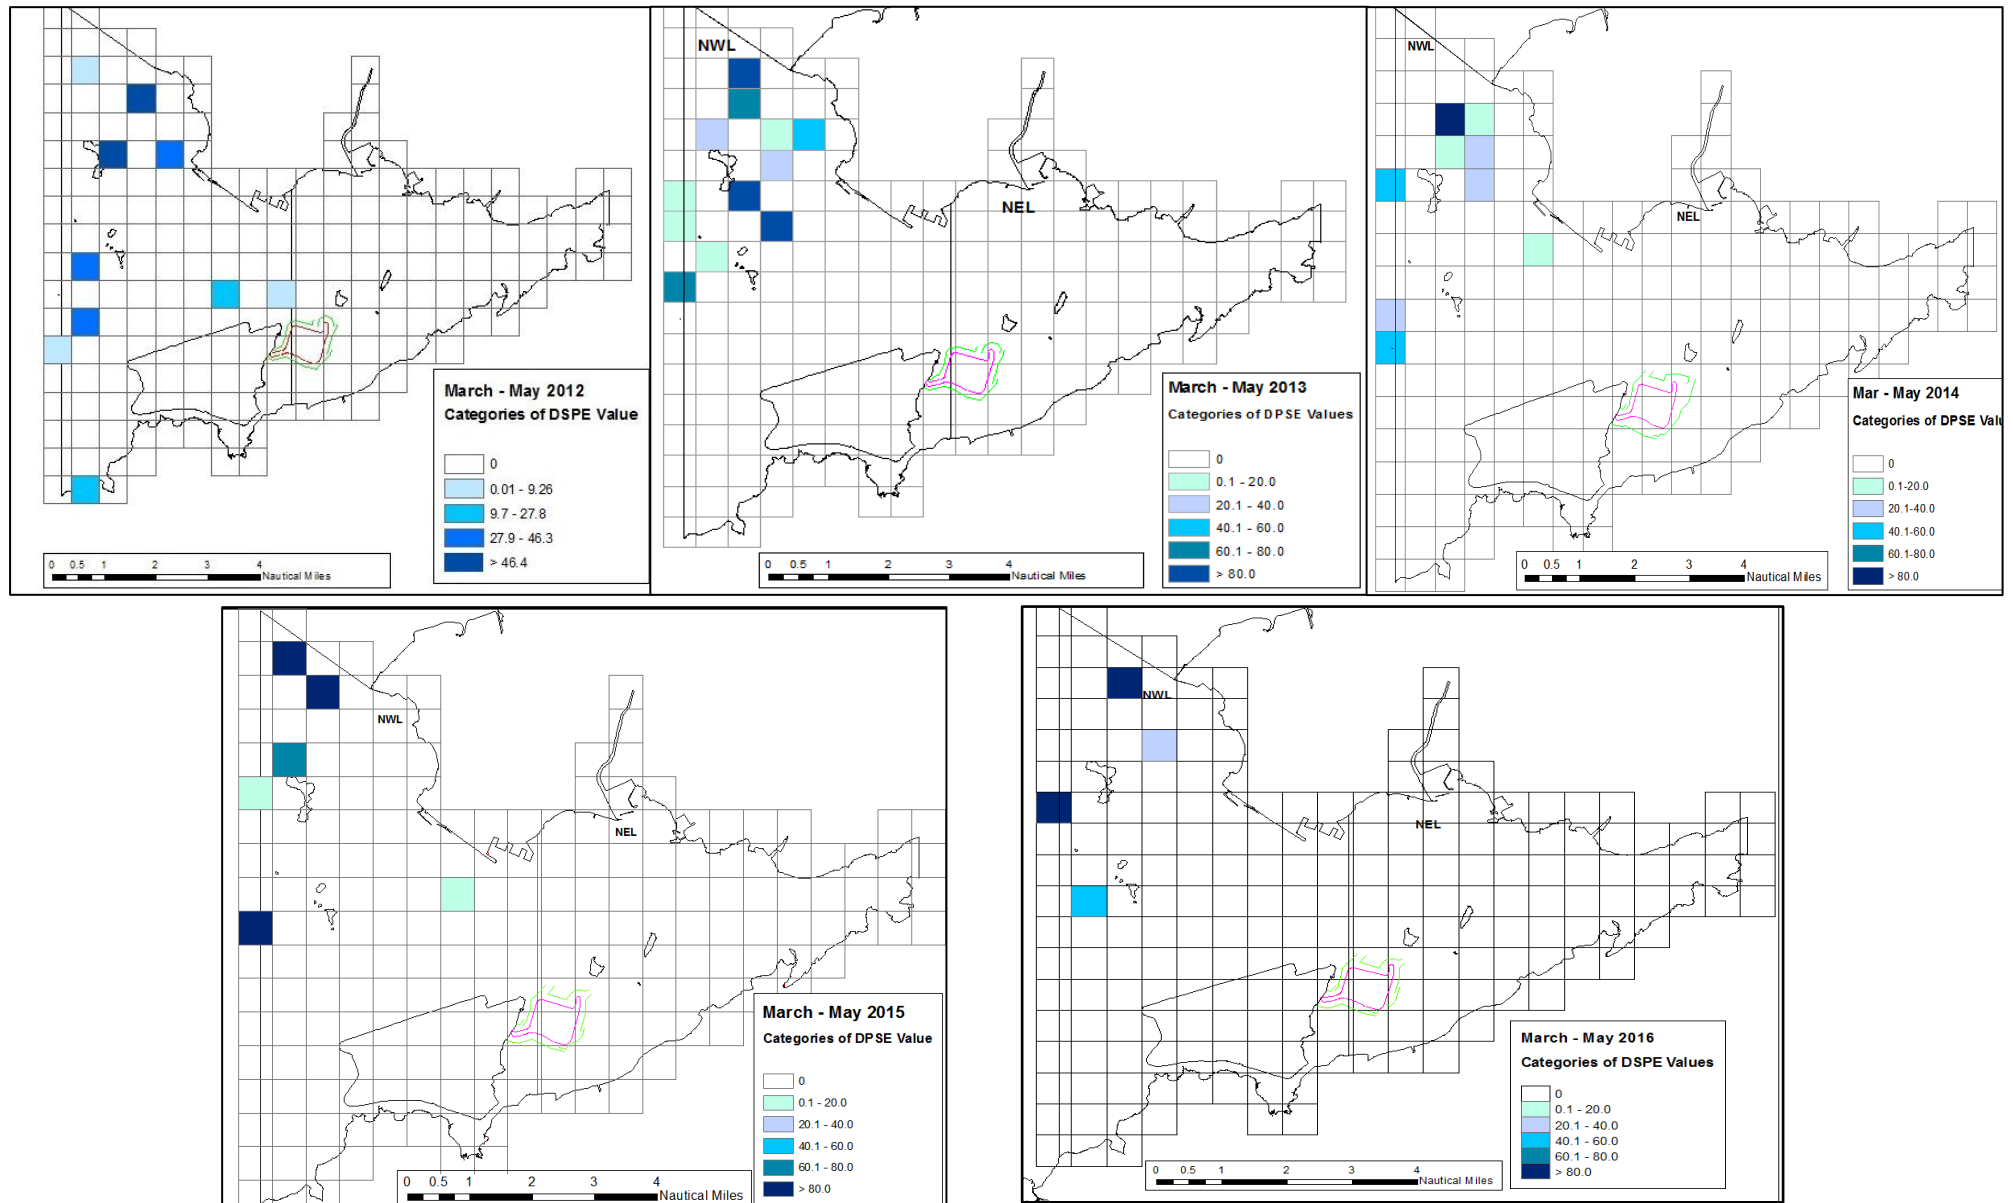 March - May 2012
Categories of DSPE Value
0
0.01 - 9.26
9.7 - 27.8
27.9 - 46.3
> 46.4
0 0.5 1 2 3 4
Nautical Miles
NWL
NEL
March - May 2013
Categories of DPSE Values
0
0.1 - 20.0
20.1 - 40.0
40.1 - 60.0
60.1 - 80.0
> 80.0
0 0.5 1 2 3 4
Nautical Miles
NWL
NEL
Mar - May 2014
Categories of DPSE Valu
0
0.1-20.0
20.1-40.0
40.1-60.0
60.1-80.0
> 80.0
0 0.5 1 2 3 4
Nautical Miles
NWL
NEL
March - May 2015
Categories of DPSE Value
0
0.1 - 20.0
20.1 - 40.0
40.1 - 60.0
60.1 - 80.0
> 80.0
0 0.5 1 2 3 4
Nautical Miles
NWL
NEL
March - May 2016
Categories of DSPE Values
0
0.1 - 20.0
20.1 - 40.0
40.1 - 60.0
60.1 - 80.0
> 80.0
0 0.5 1 2 3 4
Nautical Miles